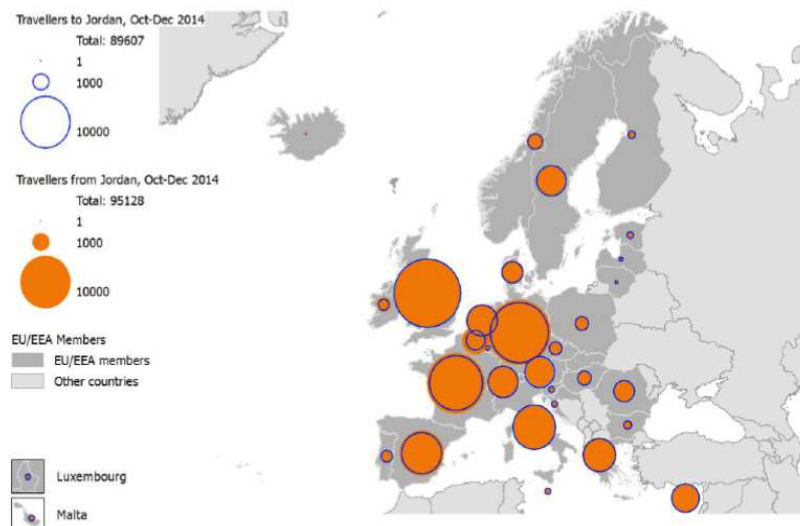 Travellers to Jordan, Oct-Dec 2014
Total: 89607
1
1000
10000
Travellers from Jordan, Oct-Dec 2014
Total: 95128
1
1000
10000
EU/EEA Members
EU/EEA members
Other countries
Luxembourg
Malta